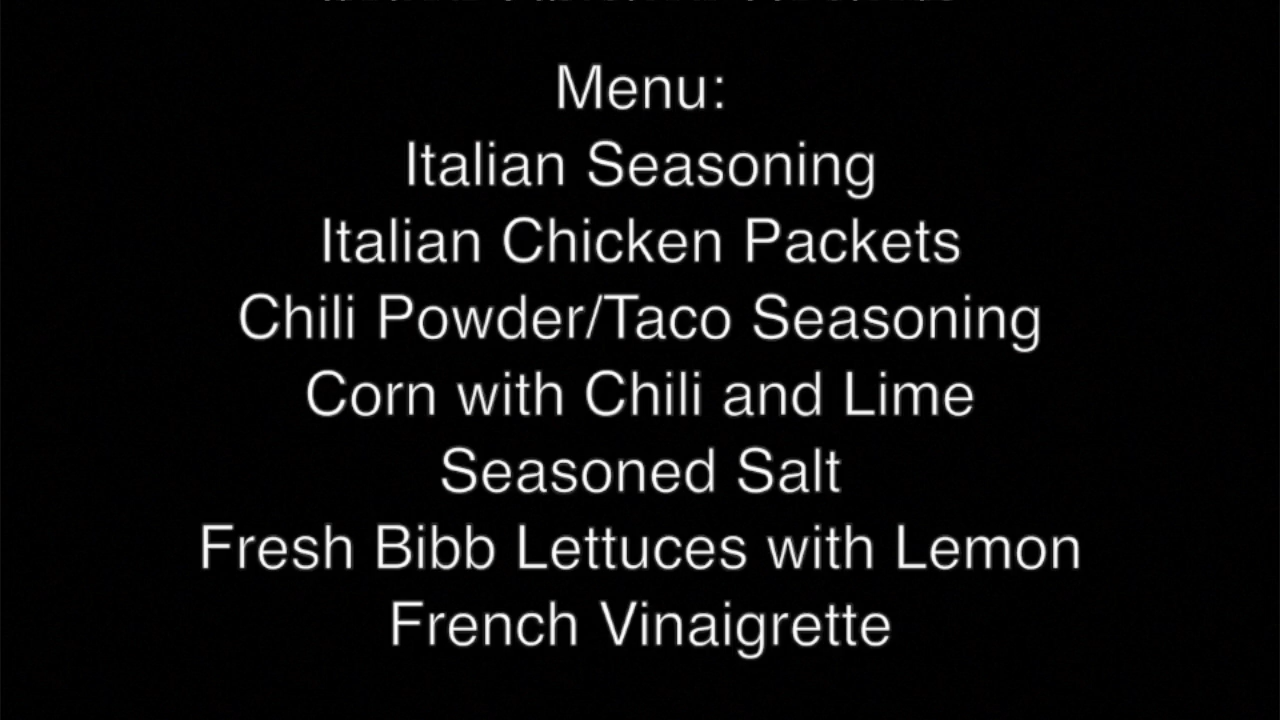 Menu:
Italian Seasoning
Italian Chicken Packets
Chili Powder/Taco Seasoning
Corn with Chili and Lime
Seasoned Salt
Fresh Bibb Lettuces with Lemon
French Vinaigrette